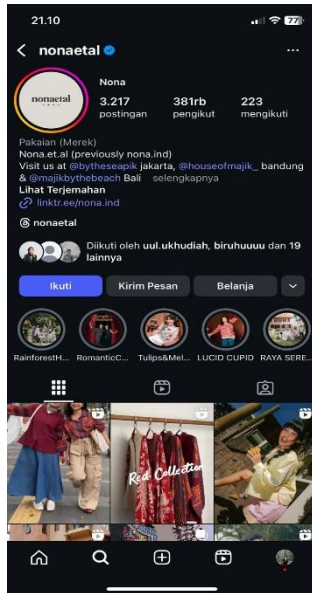 21.10
77
nonaetal
nonaetal
Nona
3.217 381rb 223
postingan pengikut mengikuti
Pakaian (Merek)
Nona.et.al (previously nona.ind)
Visit us at @bytheseapik jakarta, @houseofmajik_ bandung
& @majikbythebeach Bali selengkapnya
Lihat Terjemahan
linktr.ee/nona.ind
nonaetal
Diikuti oleh uul.ukhudiah, biruhuuuu dan 19
lainnya
Ikuti Kirim Pesan Belanja
RainforestH... RomanticC... Tulips&Mel... LUCID CUPID RAYA SERE...
Red Collection